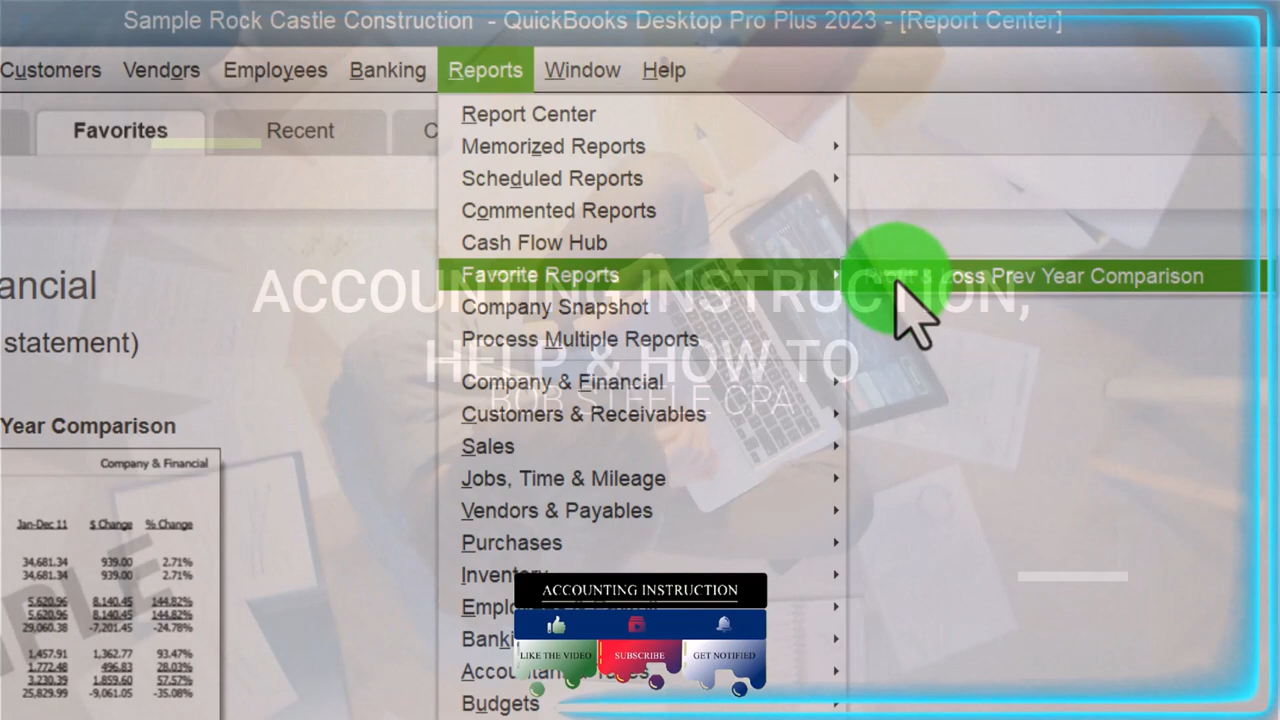 Sample Rock Castle Construction - QuickBooks Desktop Pro Plus 2023 - [Report Center]
Customers Vendors Employees Banking Reports Window Help
Favorites Recent C
Report Center
Memorized Reports
Scheduled Reports
Commented Reports
Cash Flow Hub
Favorite Reports
Loss Prev Year Comparison
Company Snapshot
Process Multiple Reports
Company & Financial
Customers & Receivables
Sales
Jobs, Time & Mileage
Vendors & Payables
Purchases
Inventory
Banki
Budgets
ancial
statement)
Year Comparison
Company & Financial
Jan-Dec 11 $ Change % Change
34,681.34 939.00 2.71%
34,681.34 939.00 2.71%
5,620.96 8,140.45 144.82%
5,620.96 8,140.45 144.82%
29,060.38 -7,201.45 -24.78%
1,457.91 1,362.77 93.47%
1,772.48 496.83 28.03%
3,230.39 1,859.60 57.57%
25,829.99 -9,061.05 -35.08%
ACCOUNTING INSTRUCTION,
HELP & HOW TO
BOB STEELE CPA
ACCOUNTING INSTRUCTION
LIKE THE VIDEO SUBSCRIBE GET NOTIFIED